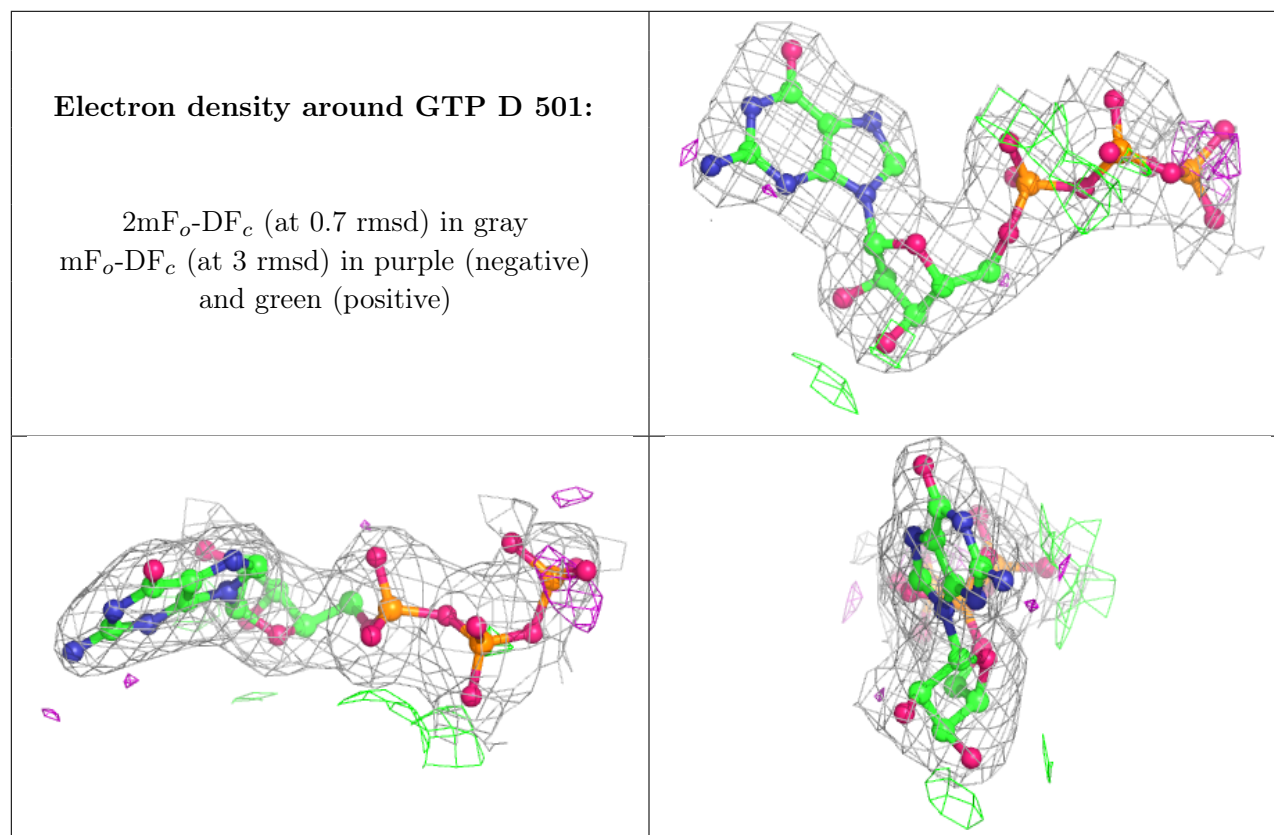 Electron density around GTP D 501:
2mFo-DFc (at 0.7 rmsd) in gray
mFo-DFc (at 3 rmsd) in purple (negative)
and green (positive)